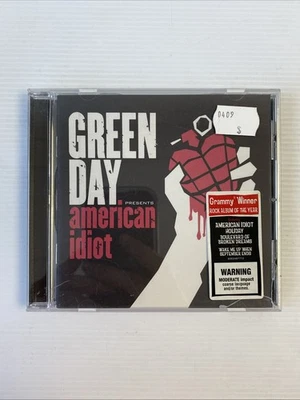 GREEN
DAY
PRESENTS
american
idiot
0409
S
Grammy Winner
ROCK ALBUM OF THE YEAR
AMERICAN IDIOT
HOLIDAY
BOULEVARD OF
BROKEN DREAMS
WAKE ME UP WHEN
SEPTEMBER ENDS
WARNING
MODERATE impact
coarse language
and/or themes